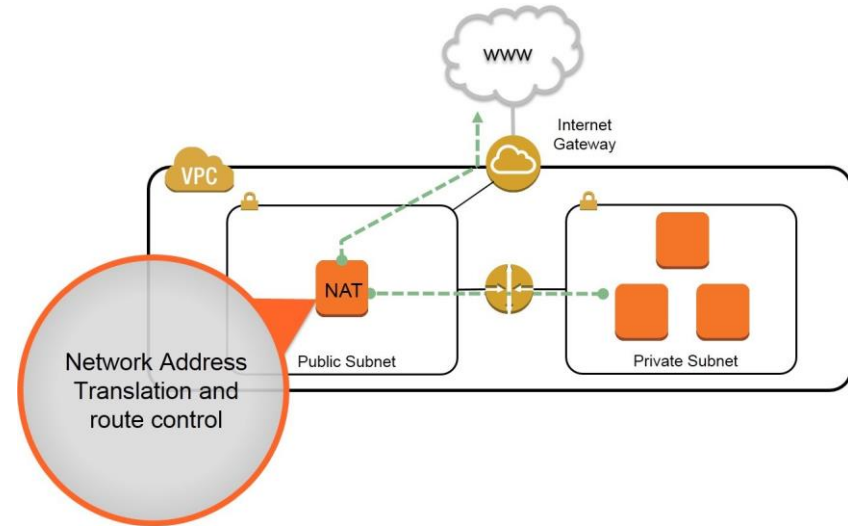 www
Internet
Gateway
VPC
NAT
Public Subnet
Private Subnet
Network Address
Translation and
route control